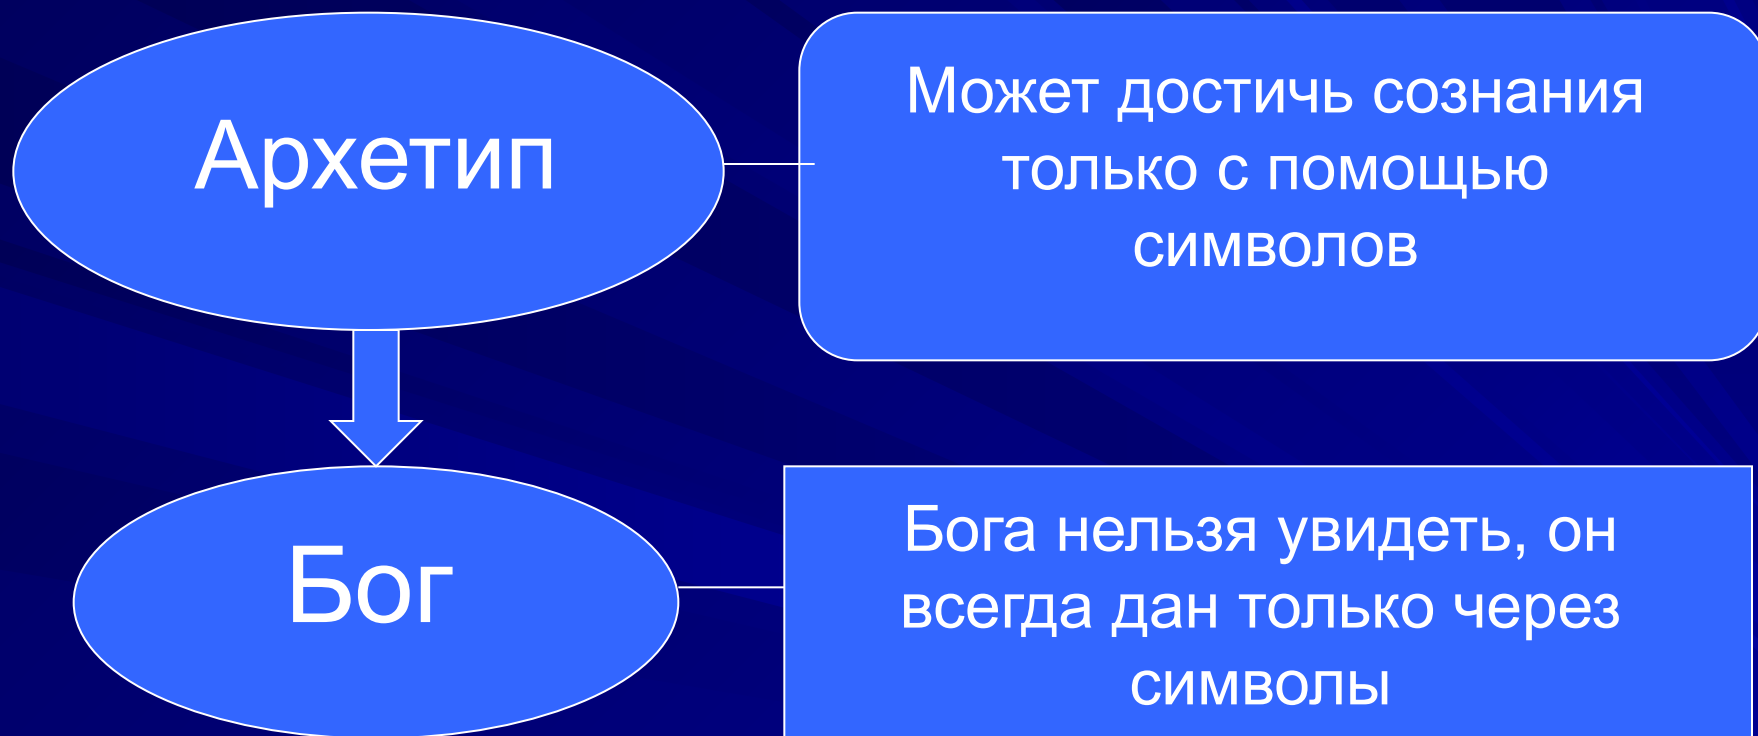 Архетип
Может достичь сознания
только с помощью
символов
Бог
Бога нельзя увидеть, он
всегда дан только через
символы